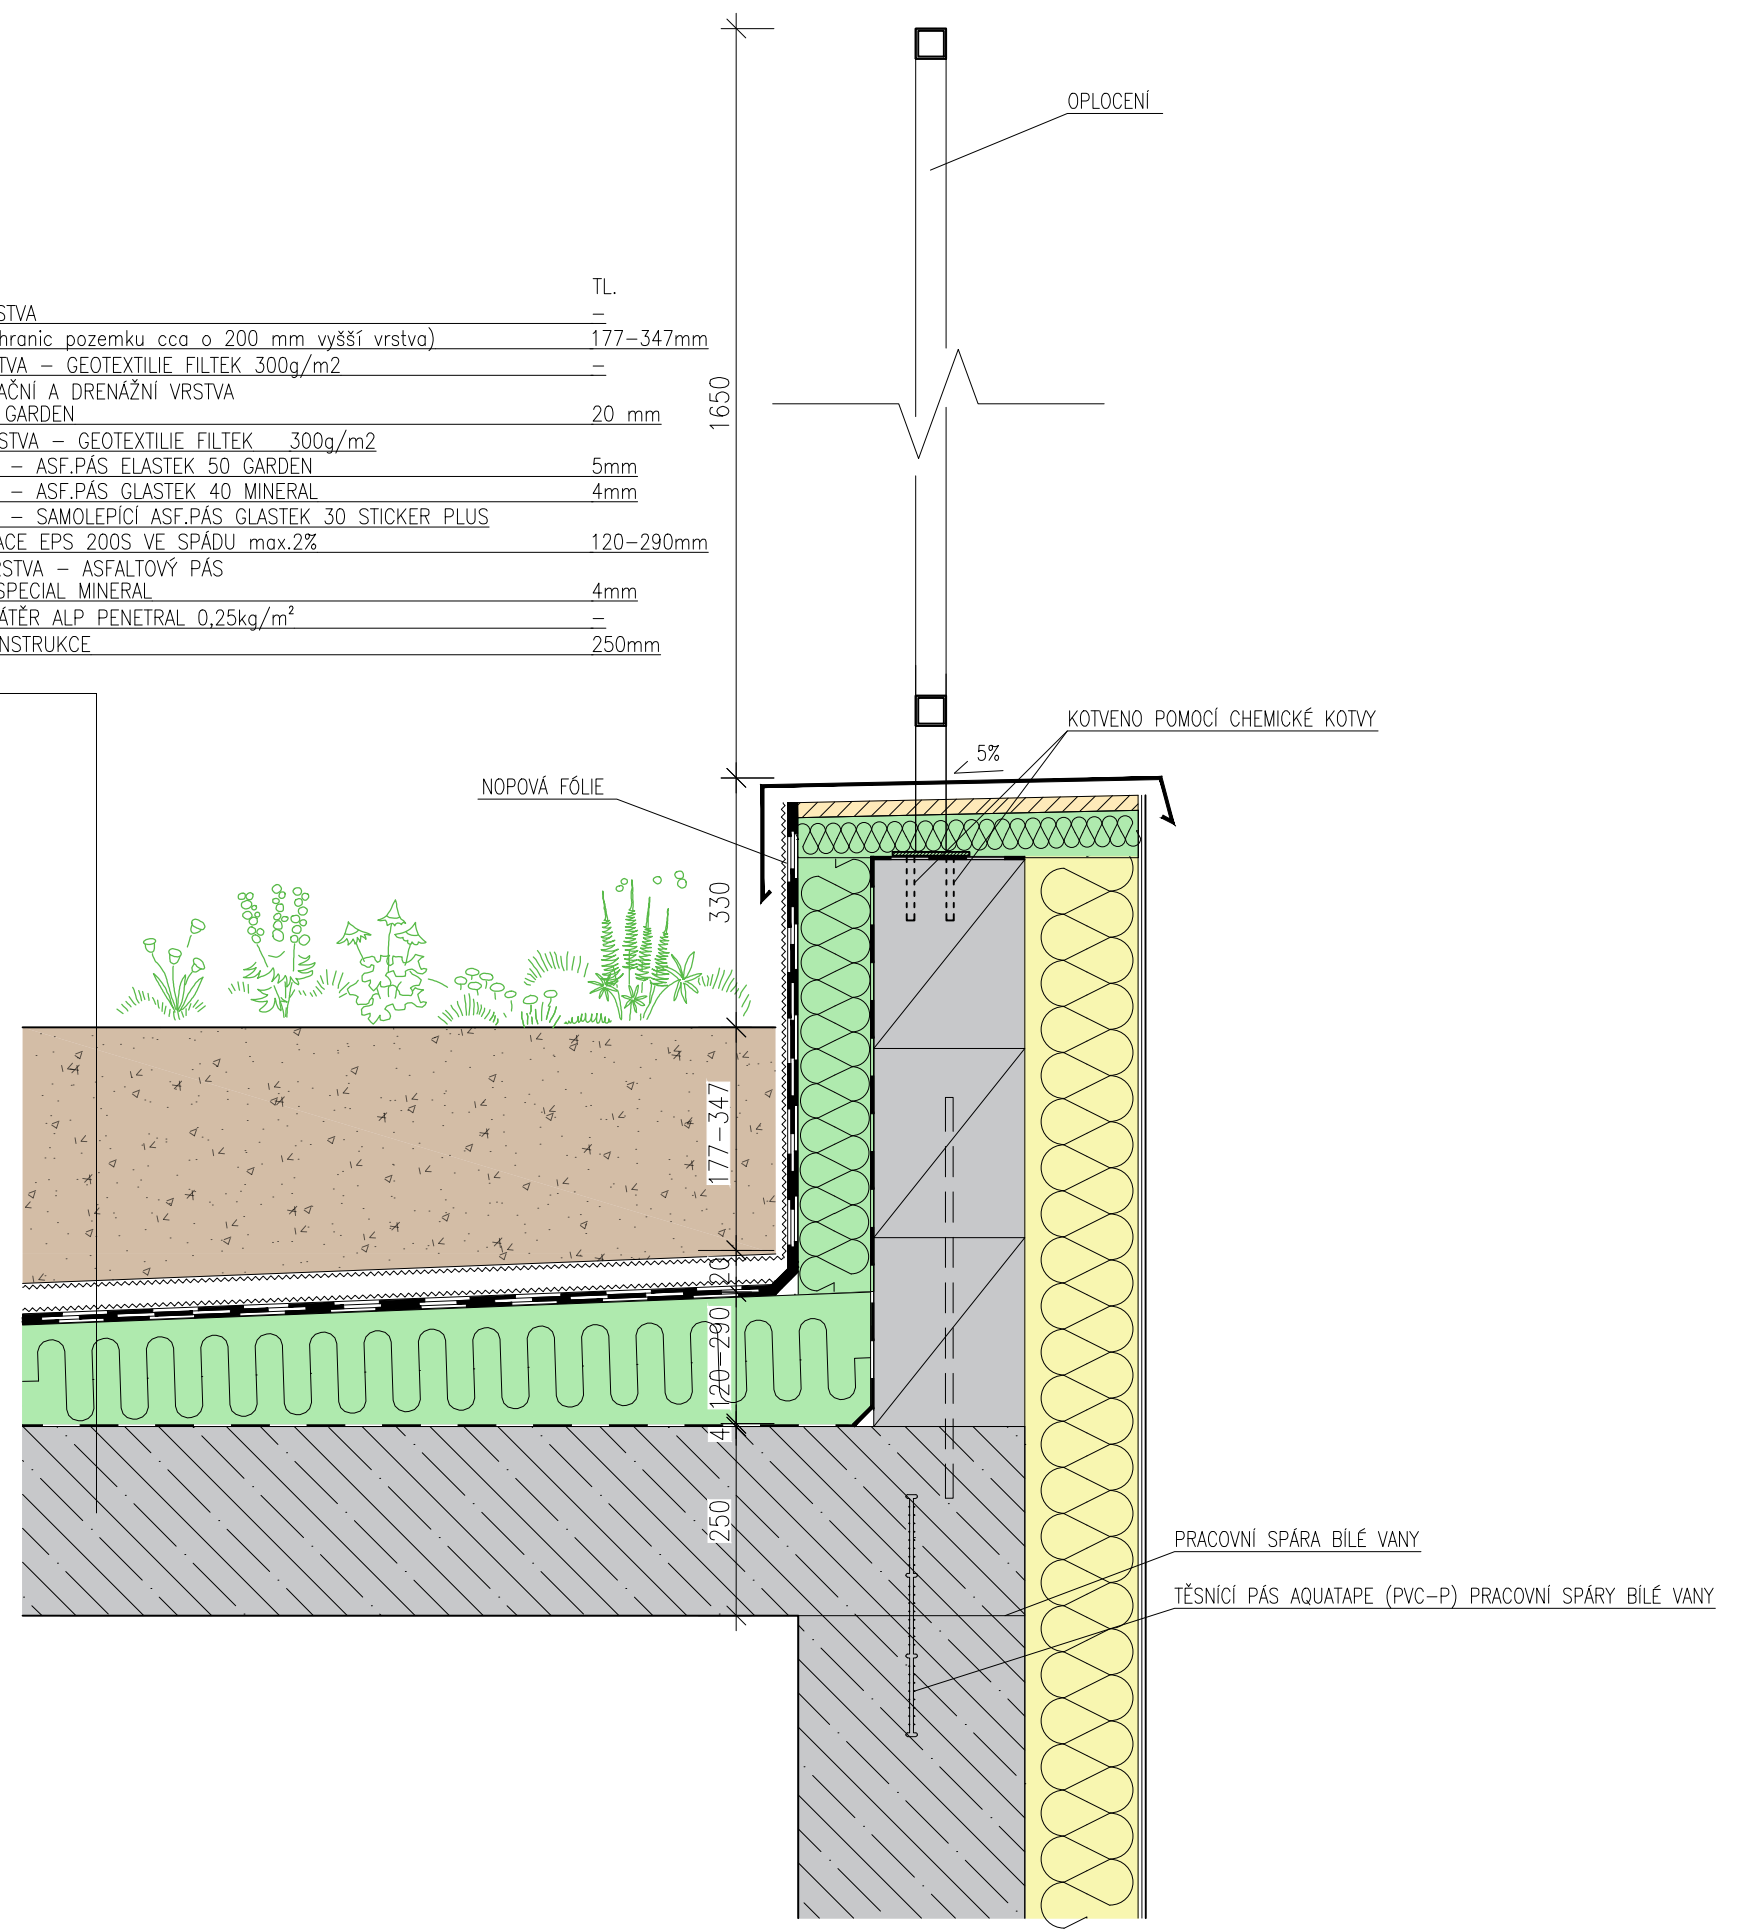 OPLOCENÍ
TL.
STVA –
hranic pozemku cca o 200 mm vyšší vrstva) 177–347mm
TVA – GEOTEXTILIE FILTEK 300g/m2 –
AČNÍ A DRENÁŽNÍ VRSTVA
GARDEN 20 mm
STVA – GEOTEXTILIE FILTEK 300g/m2
– ASF.PÁS ELASTEK 50 GARDEN 5mm
– ASF.PÁS GLASTEK 40 MINERAL 4mm
– SAMOLEPÍCÍ ASF.PÁS GLASTEK 30 STICKER PLUS
ACE EPS 200S VE SPÁDU max.2% 120–290mm
RSTVA – ASFALTOVÝ PÁS
SPECIAL MINERAL 4mm
ÁTĚR ALP PENETRAL 0,25kg/m² –
NSTRUKCE 250mm
1650
KOTVENO POMOCÍ CHEMICKÉ KOTVY
5%
NOPOVÁ FÓLIE
330
177–347
20
120–290
4
250
PRACOVNÍ SPÁRA BÍLÉ VANY
TĚSNÍCÍ PÁS AQUATAPE (PVC–P) PRACOVNÍ SPÁRY BÍLÉ VANY